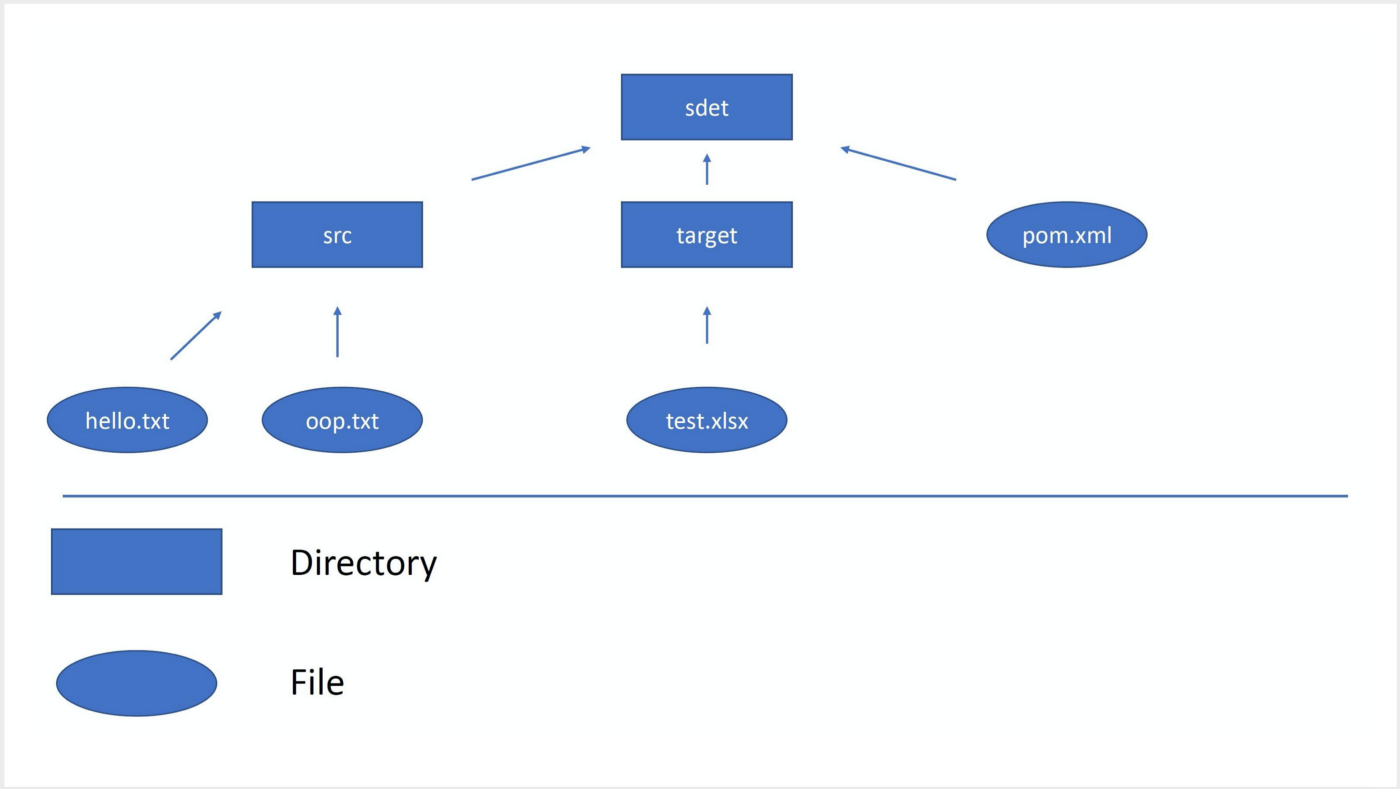 sdet
src
target
pom.xml
hello.txt
oop.txt
test.xlsx
Directory
File